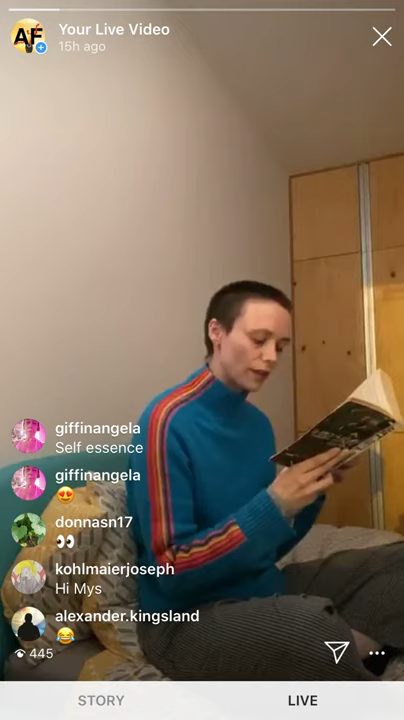 AF
Your Live Video
15h ago
giffinangela
Self essence
giffinangela
😍
donnasn17
👀
kohlmaierjoseph
Hi Mys
alexander.kingsland
😂
445
STORY
LIVE